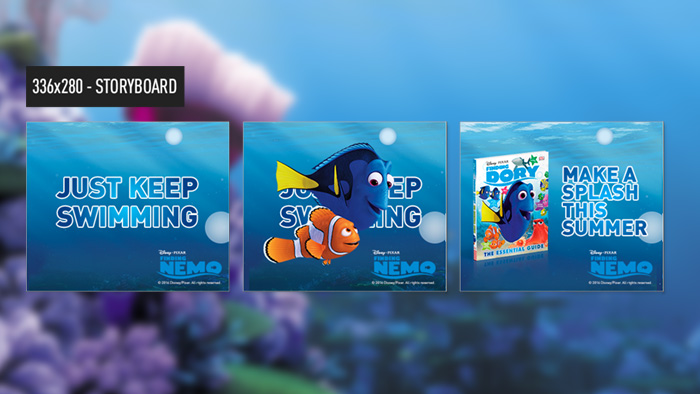 336x280 - STORYBOARD
JUST KEEP
SWIMMING
Disney • PIXAR
FINDING
NEMO
© 2016 Disney/Pixar. All rights reserved.
JUS
SW
Disney • PIXAR
FINDING
NEMO
© 2016 Disney/Pixar. All rights reserved.
Disney • PIXAR
FINDING
DORY
THE ESSENTIAL GUIDE
MAKE A
SPLASH
THIS
SUMMER
Disney • PIXAR
FINDING
NEMO
© 2016 Disney/Pixar. All rights reserved.